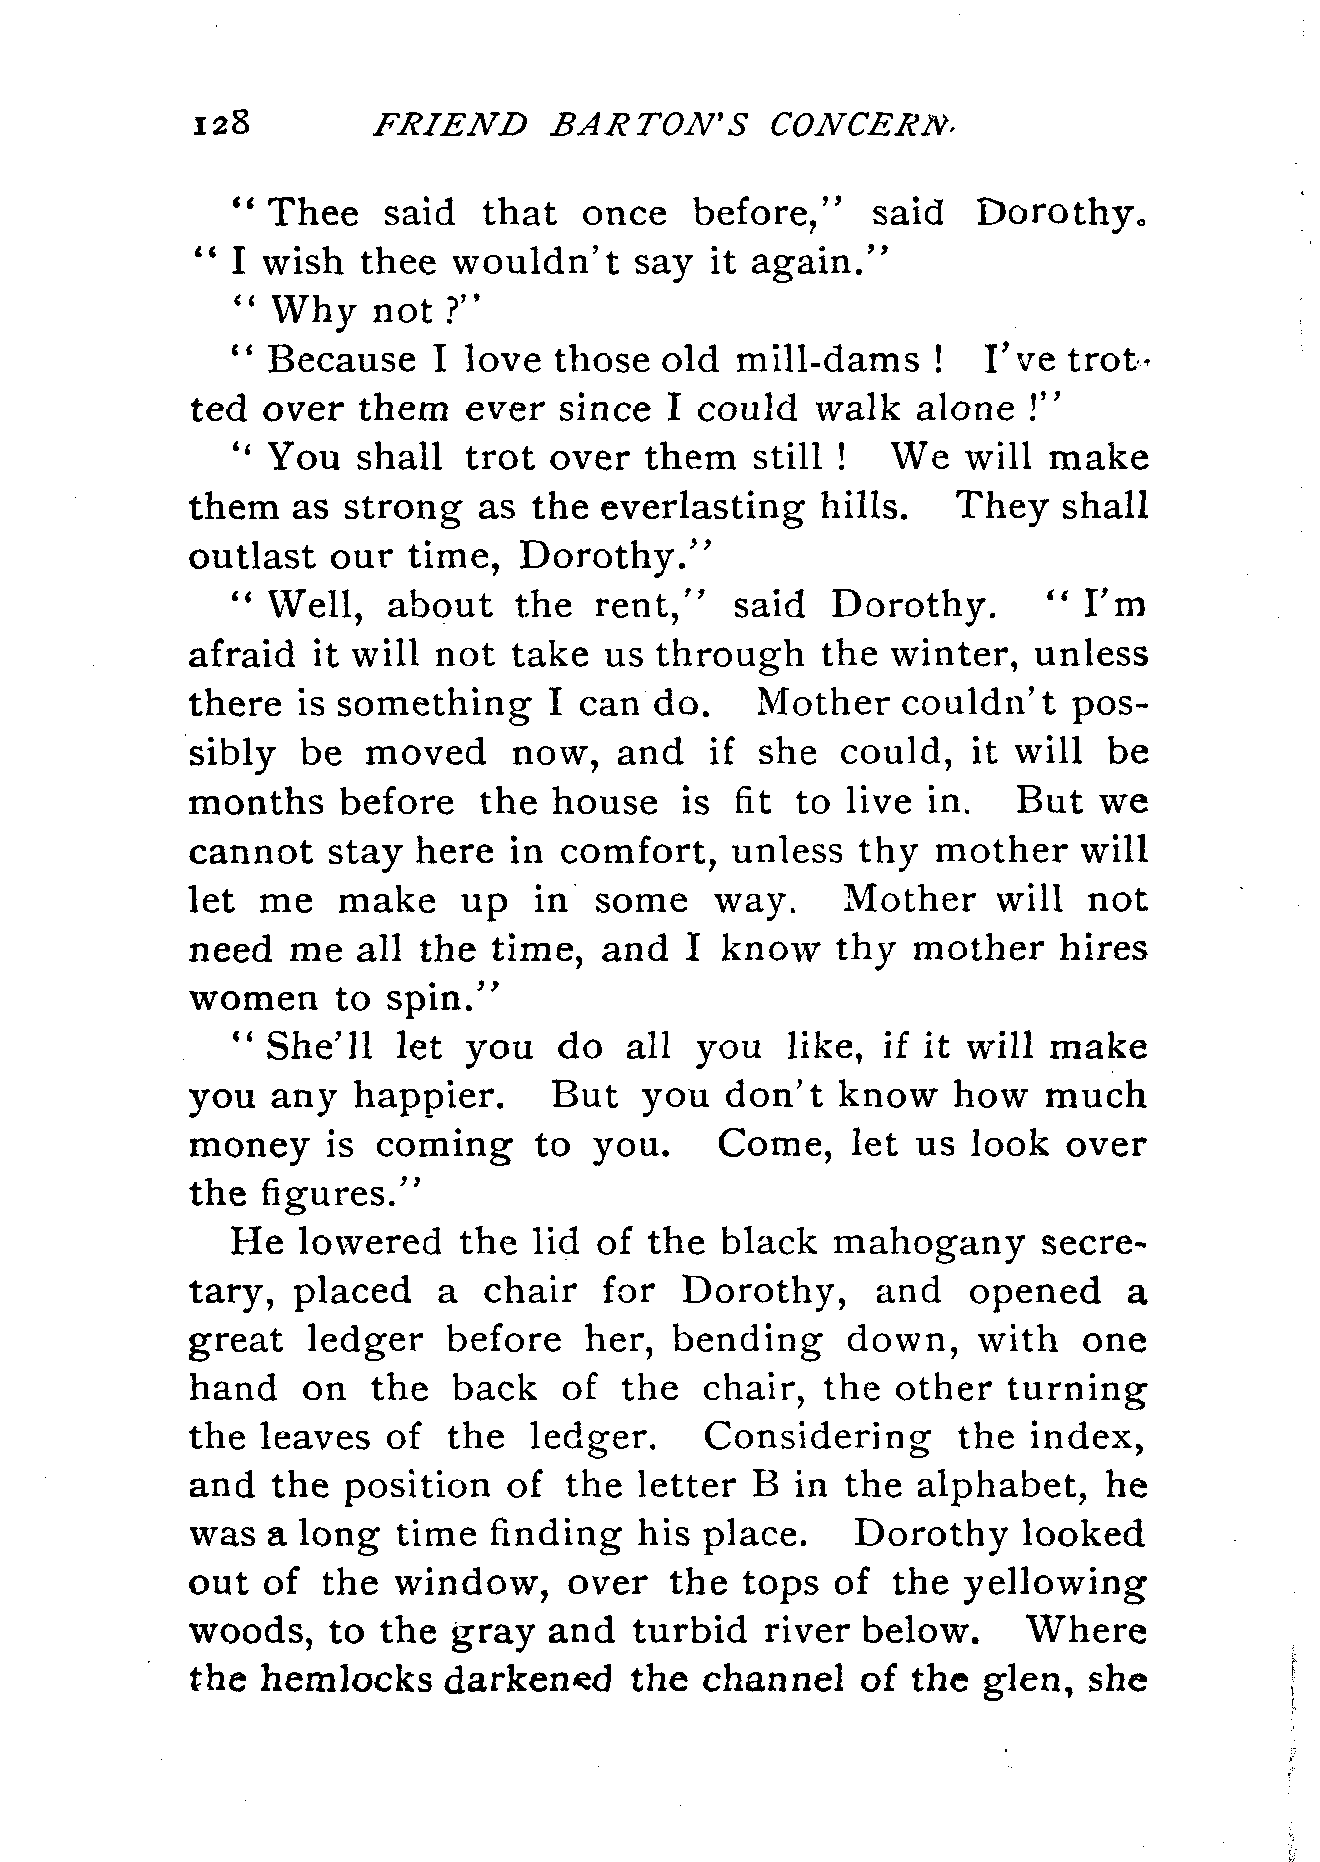 128 FRIEND BARTON'S CONCERN.
"Thee said that once before," said Dorothy.
"I wish thee wouldn't say it again."
"Why not?"
"Because I love those old mill-dams! I've trot-
ted over them ever since I could walk alone!"
"You shall trot over them still! We will make
them as strong as the everlasting hills. They shall
outlast our time, Dorothy."
"Well, about the rent," said Dorothy. "I'm
afraid it will not take us through the winter, unless
there is something I can do. Mother couldn't pos-
sibly be moved now, and if she could, it will be
months before the house is fit to live in. But we
cannot stay here in comfort, unless thy mother will
let me make up in some way. Mother will not
need me all the time, and I know thy mother hires
women to spin."
"She'll let you do all you like, if it will make
you any happier. But you don't know how much
money is coming to you. Come, let us look over
the figures."
He lowered the lid of the black mahogany secre-
tary, placed a chair for Dorothy, and opened a
great ledger before her, bending down, with one
hand on the back of the chair, the other turning
the leaves of the ledger. Considering the index,
and the position of the letter B in the alphabet, he
was a long time finding his place. Dorothy looked
out of the window, over the tops of the yellowing
woods, to the gray and turbid river below. Where
the hemlocks darkened the channel of the glen, she